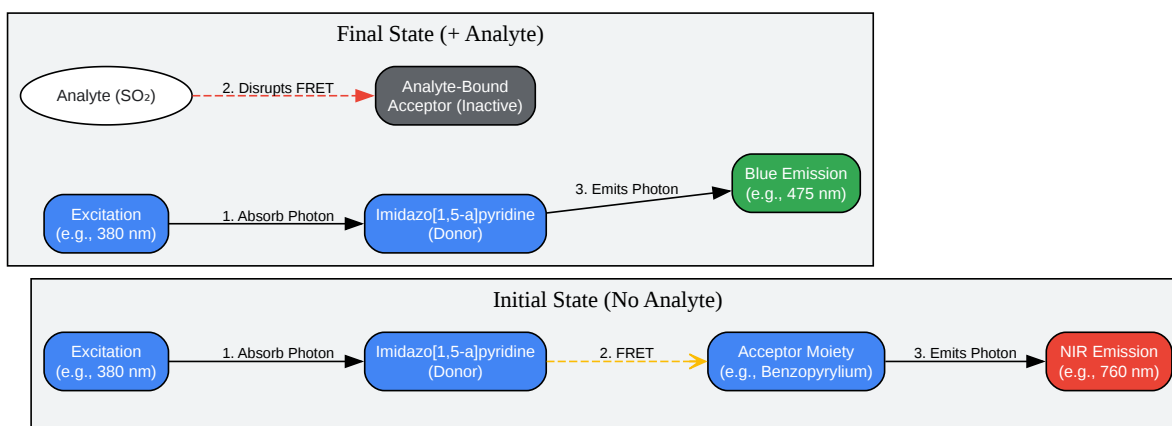 Final State (+ Analyte)
Analyte (SO₂)
2. Disrupts FRET
Analyte-Bound
Acceptor (Inactive)
Excitation
(e.g., 380 nm)
1. Absorb Photon
Imidazo[1,5-a]pyridine
(Donor)
3. Emits Photon
Blue Emission
(e.g., 475 nm)
Initial State (No Analyte)
Excitation
(e.g., 380 nm)
1. Absorb Photon
Imidazo[1,5-a]pyridine
(Donor)
2. FRET
Acceptor Moiety
(e.g., Benzopyrylium)
3. Emits Photon
NIR Emission
(e.g., 760 nm)